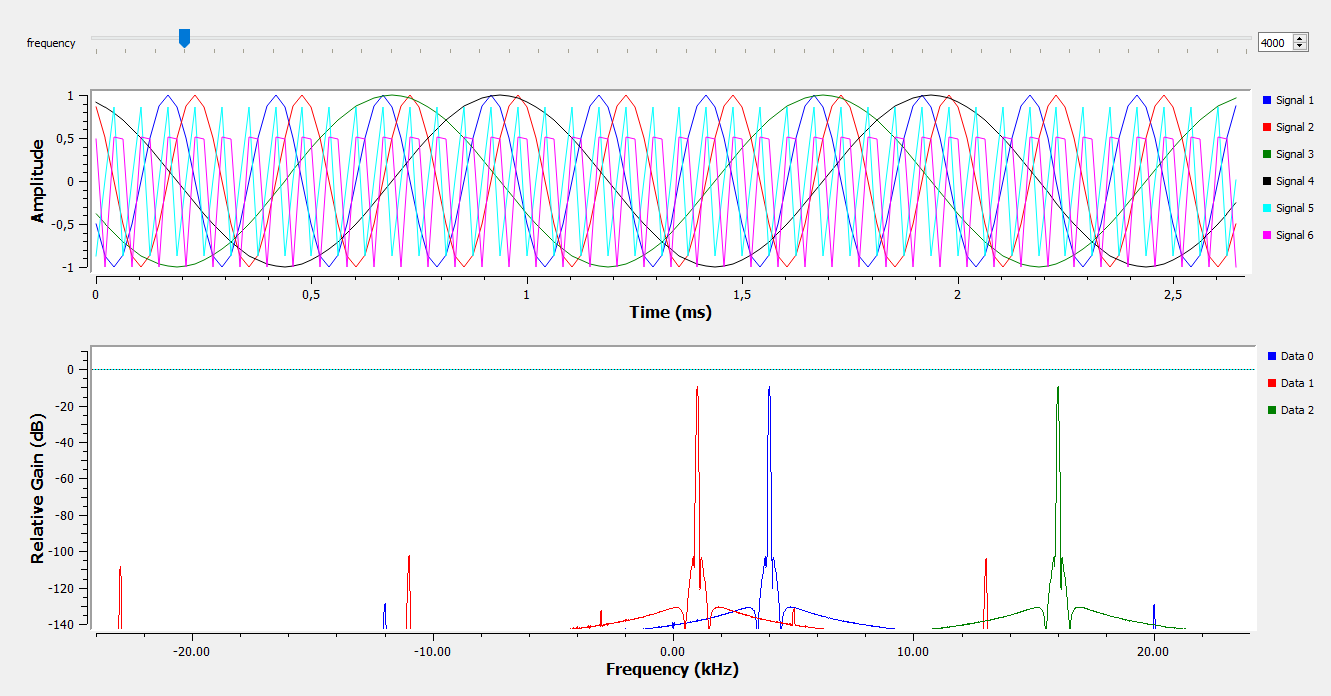 frequency
4000
Amplitude
1
0,5
0
-0,5
-1
0 0,5 1 1,5 2 2,5
Time (ms)
Signal 1
Signal 2
Signal 3
Signal 4
Signal 5
Signal 6
Relative Gain (dB)
0
-20
-40
-60
-80
-100
-120
-140
-20.00 -10.00 0.00 10.00 20.00
Frequency (kHz)
Data 0
Data 1
Data 2